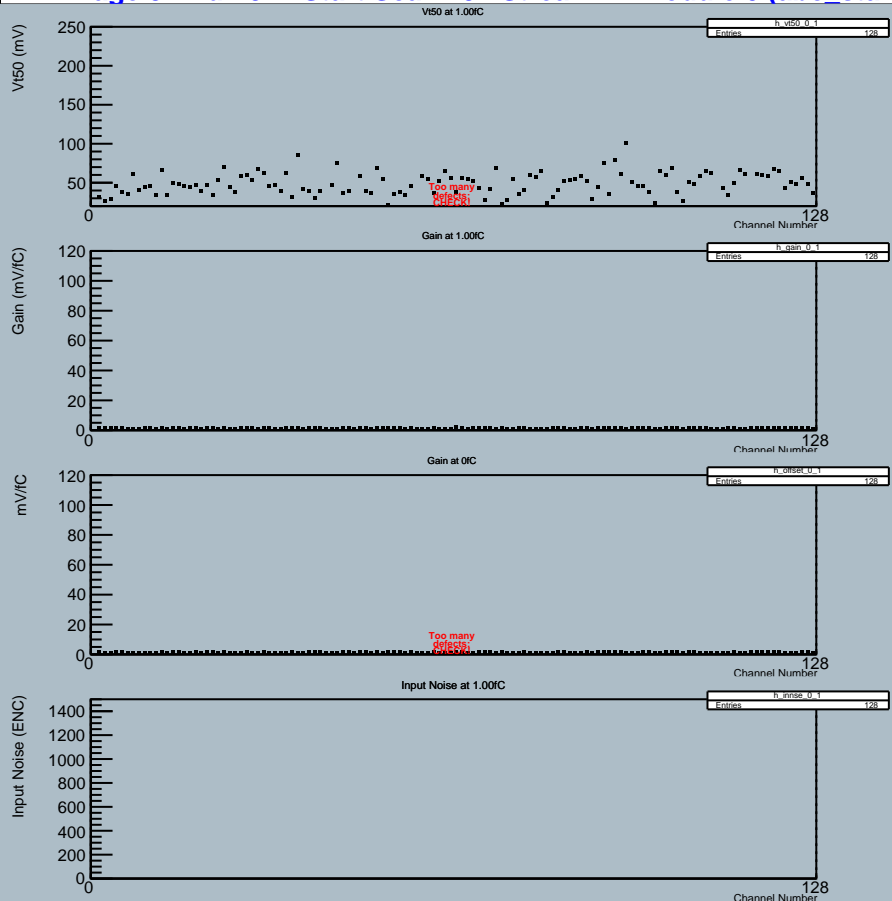 Vt50 at 1.00fC
h_vt50_0_1
Entries 128
Vt50 (mV)
250
200
150
100
50
Too many
defects:
CHECK!
0
128
Channel Number
Gain at 1.00fC
h_gain_0_1
Entries 128
Gain (mV/fC)
120
100
80
60
40
20
0
0
128
Channel Number
Gain at 0fC
h_offset_0_1
Entries 128
mV/fC
120
100
80
60
40
20
0
Too many
defects:
CHECK!
0
128
Channel Number
Input Noise at 1.00fC
h_innse_0_1
Entries 128
Input Noise (ENC)
1400
1200
1000
800
600
400
200
0
0
128
Channel Number